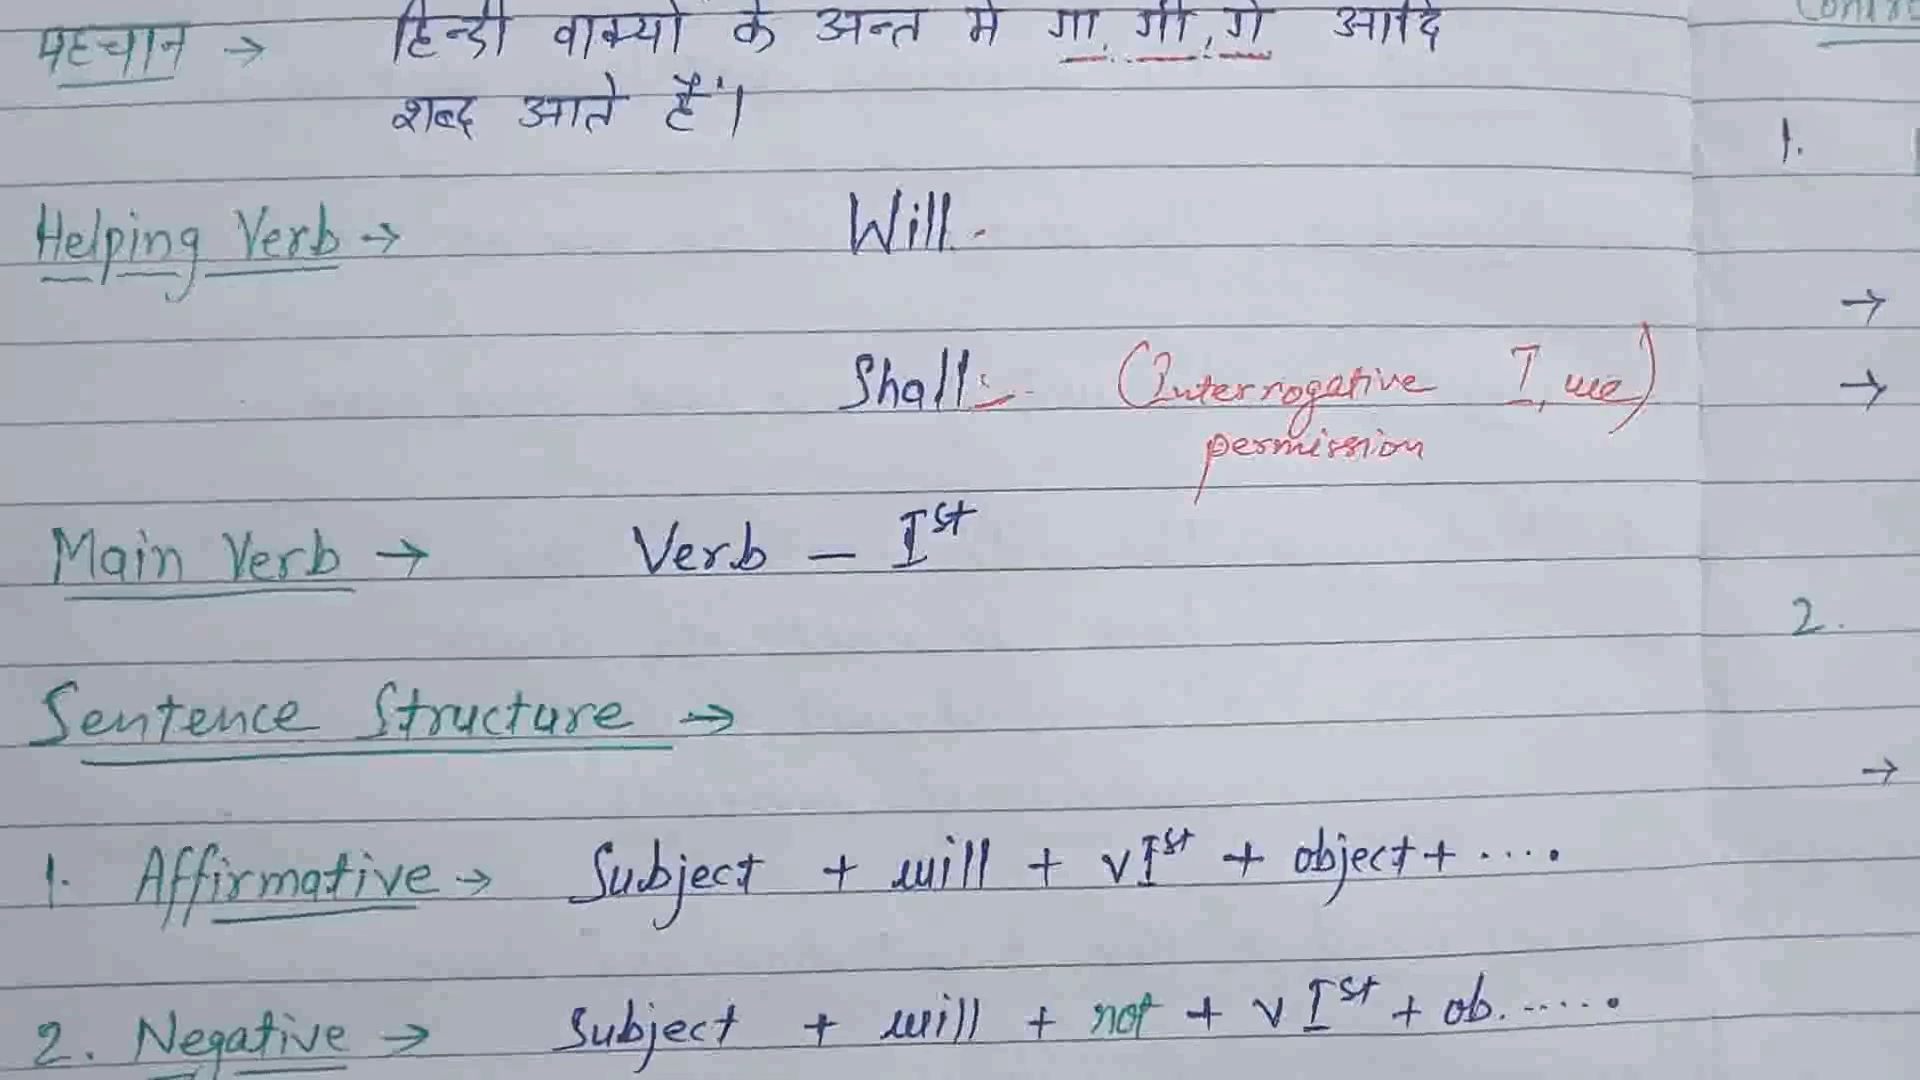 पहचान → हिन्दी वाक्यो के अन्त मे गा, गी, गे आदि
शब्द आते हैं।
Helping Verb → Will
Shall :- (Interrogative I, we)
permission
Main Verb → Verb – Ist
Sentence Structure →
1. Affirmative → Subject + will + vIst + object + ....
2. Negative → Subject + will + not + v Ist + ob. ......
1.
→
→
2.
→